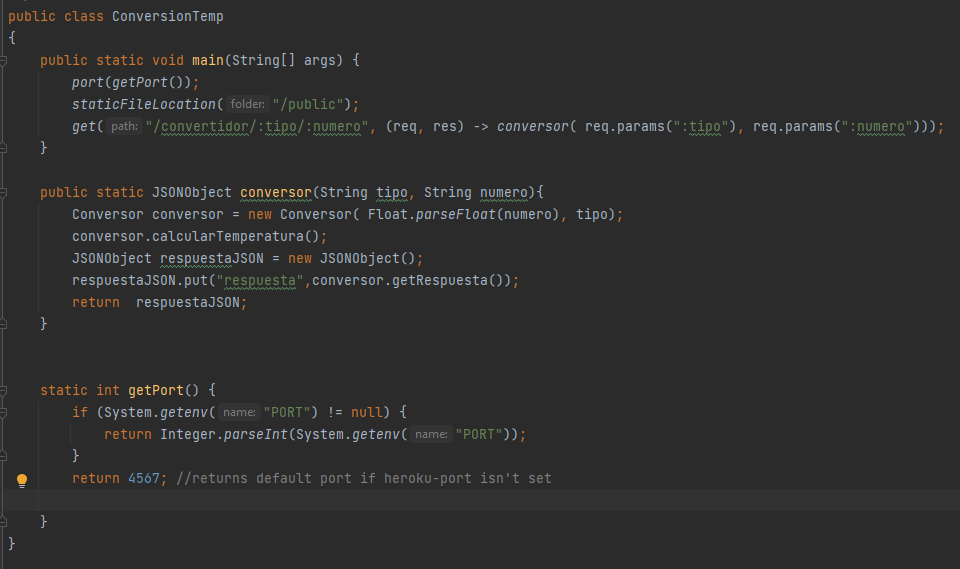 public class ConversionTemp
{
public static void main(String[] args) {
port(getPort());
staticFileLocation( folder: "/public");
get( path: "/convertidor/:tipo/:numero", (req, res) -> conversor( req.params(":tipo"), req.params(":numero")));
}
public static JSONObject conversor(String tipo, String numero){
Conversor conversor = new Conversor( Float.parseFloat(numero), tipo);
conversor.calcularTemperatura();
JSONObject respuestaJSON = new JSONObject();
respuestaJSON.put("respuesta",conversor.getRespuesta());
return  respuestaJSON;
}
static int getPort() {
if (System.getenv( name: "PORT") != null) {
return Integer.parseInt(System.getenv( name: "PORT"));
}
return 4567; //returns default port if heroku-port isn't set
}
}